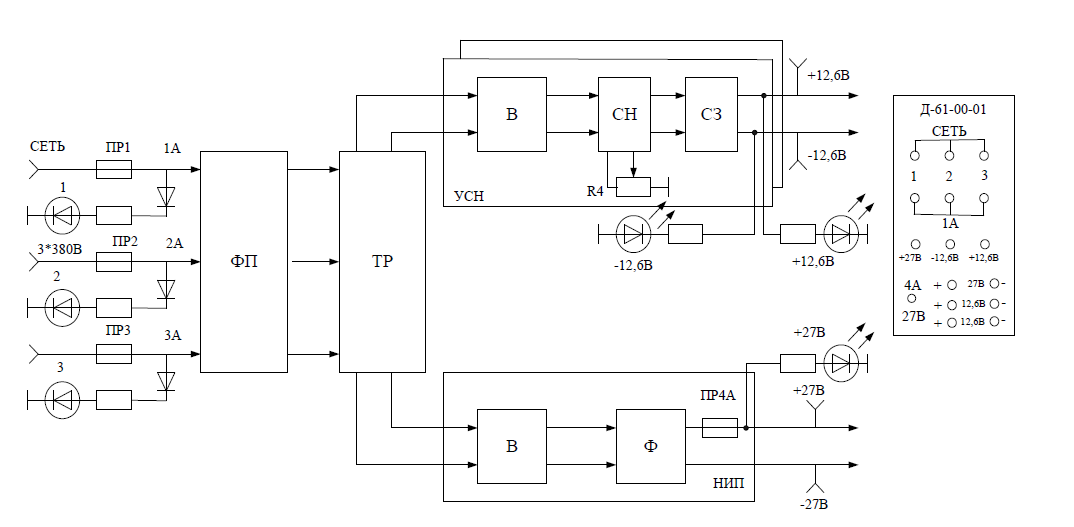 СЕТЬ
ПР1
1А
1
3*380В
ПР2
2А
2
ПР3
3А
3
ФП
ТР
В
СН
СЗ
R4
УСН
+12,6В
-12,6В
-12,6В
+12,6В
+27В
+27В
ПР4А
В
Ф
НИП
-27В
Д-61-00-01
СЕТЬ
1 2 3
1А
+27В -12,6В +12,6В
4А + 27В -
+ 12,6В -
27В
+ 12,6В -